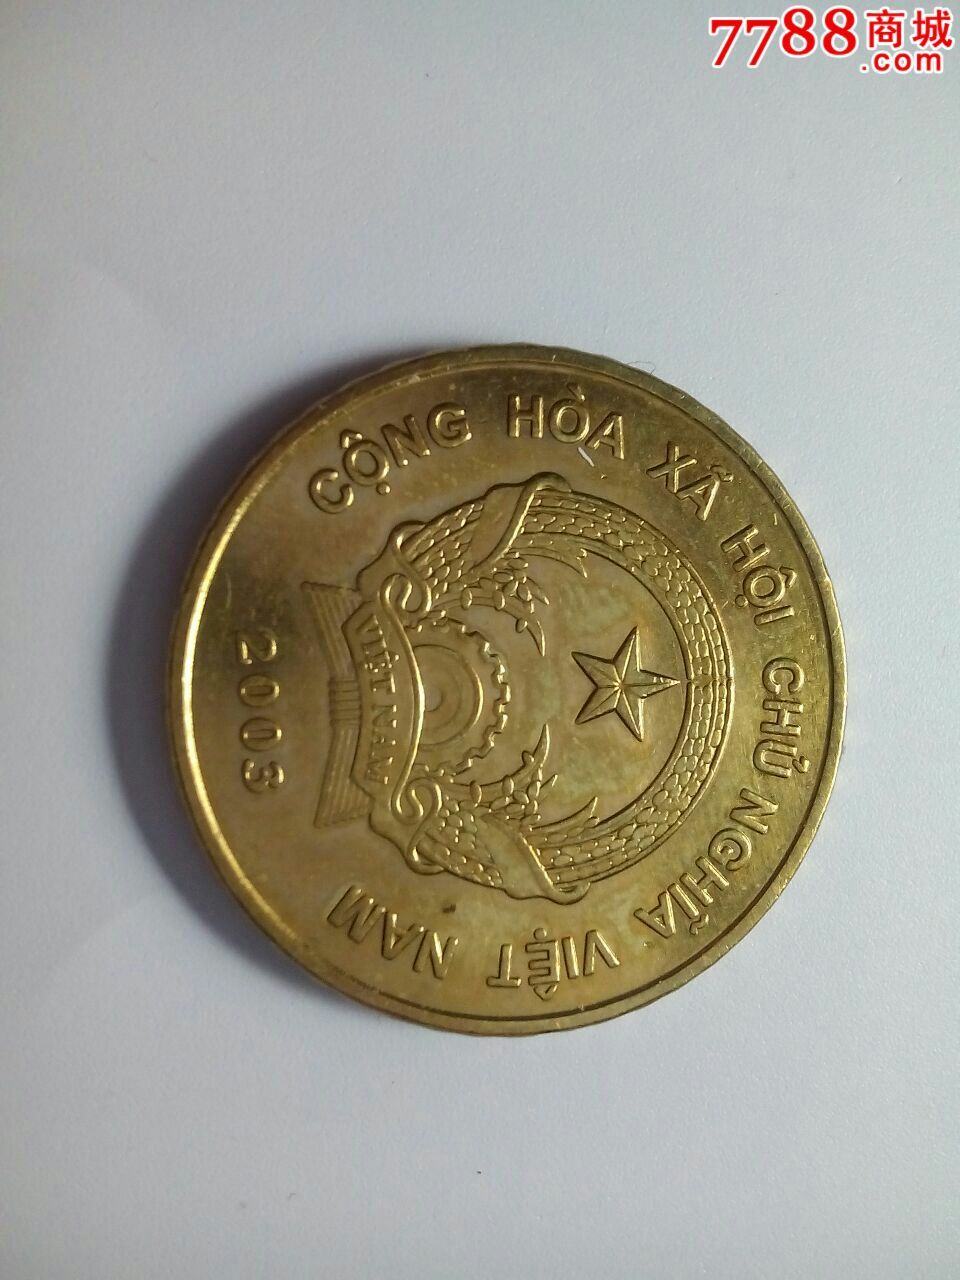 7788商城
.com
CỘNG HÒA XÃ HỘI CHỦ NGHĨA VIỆT NAM
VIỆT NAM
2003